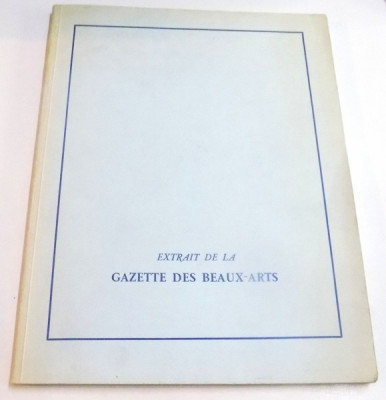 EXTRAIT DE LA
GAZETTE DES BEAUX-ARTS